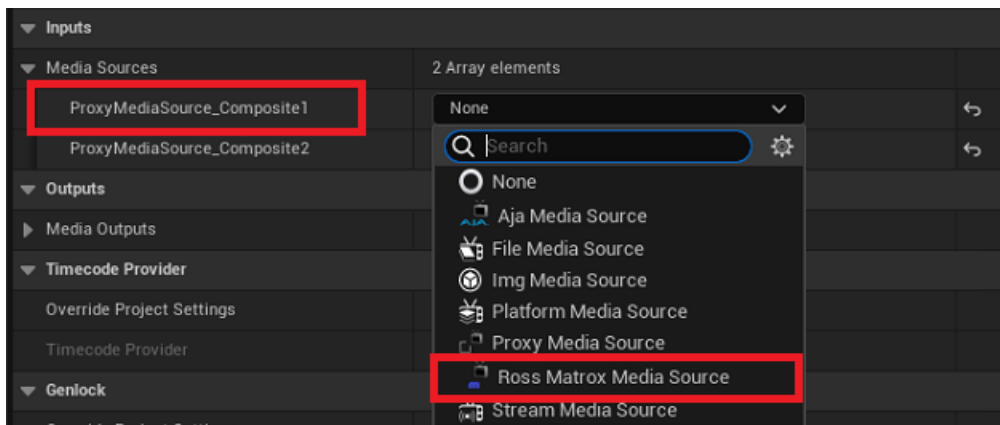 Inputs
Media Sources 2 Array elements
ProxyMediaSource_Composite1 None
ProxyMediaSource_Composite2
Search
None
Outputs
Aja Media Source
Media Outputs
File Media Source
Timecode Provider
Img Media Source
Override Project Settings
Platform Media Source
Timecode Provider
Proxy Media Source
Ross Matrox Media Source
Genlock
Stream Media Source